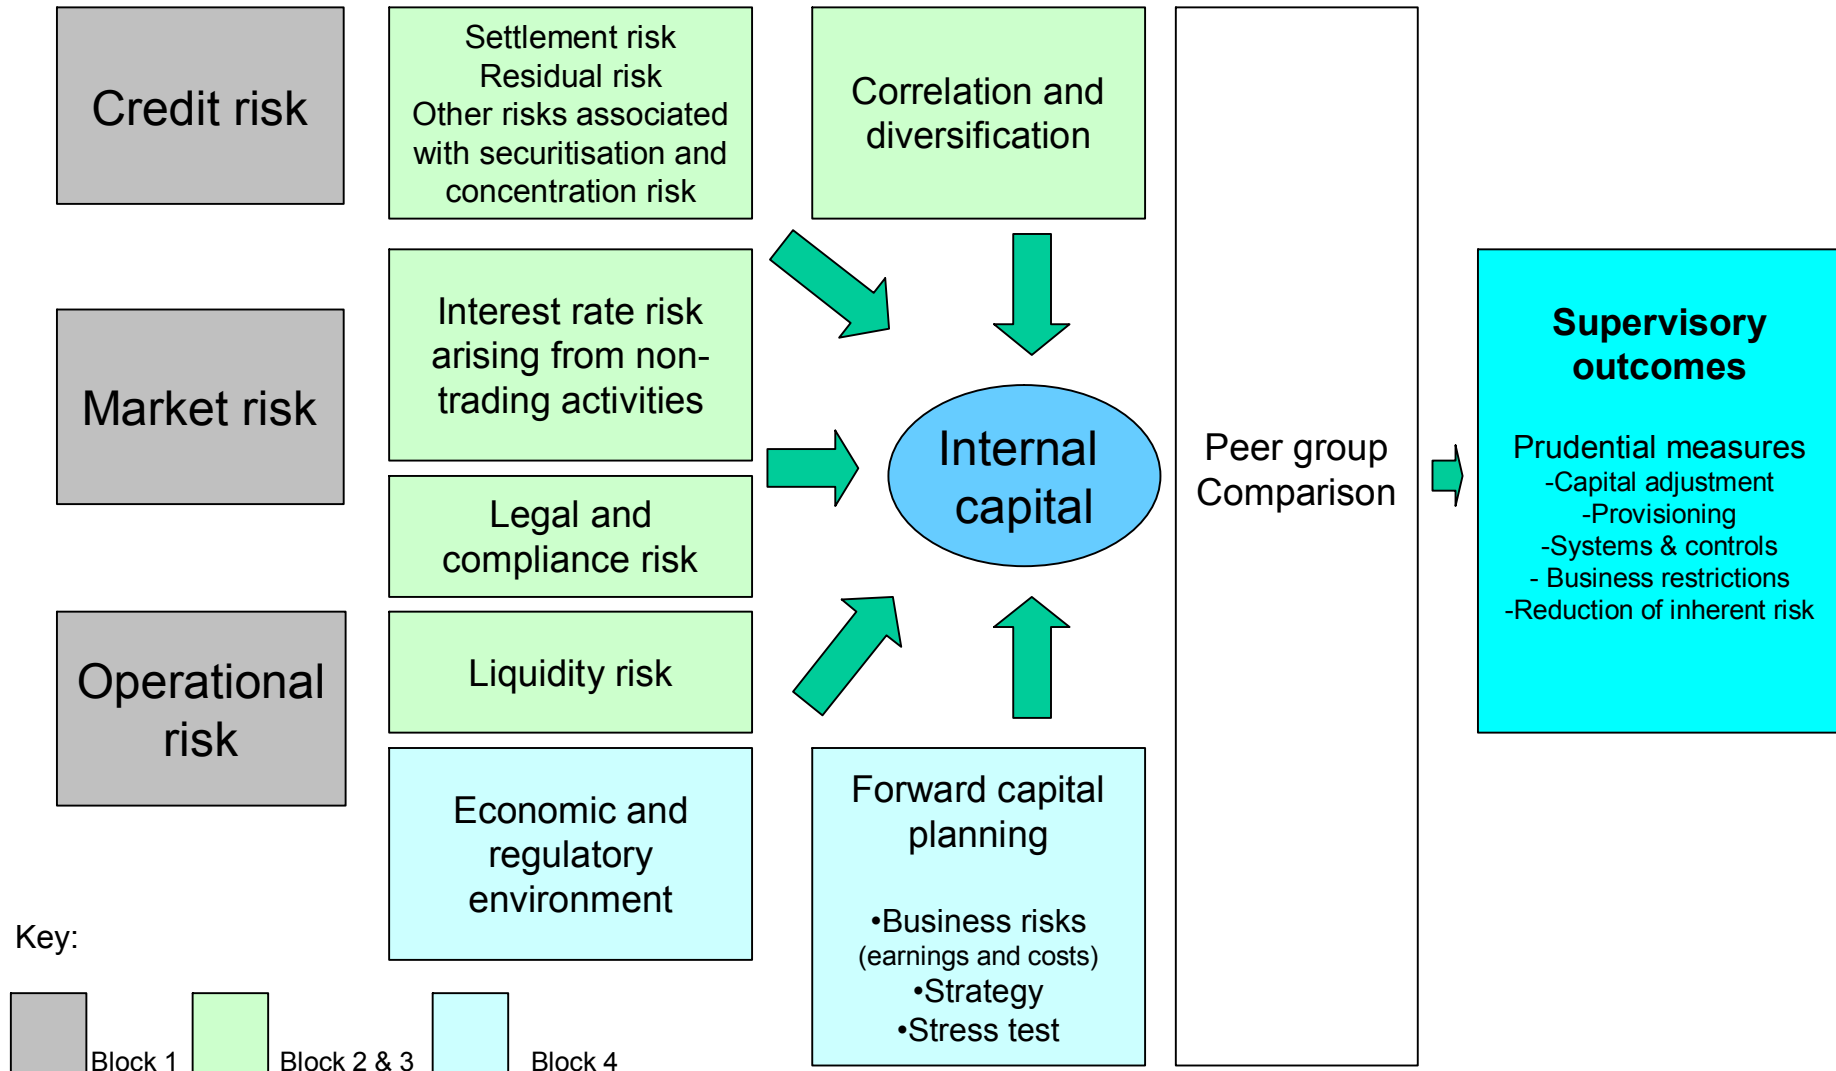 Credit risk
Settlement risk
Residual risk
Other risks associated
with securitisation and
concentration risk
Correlation and
diversification
Market risk
Interest rate risk
arising from non-
trading activities
Legal and
compliance risk
Operational
risk
Liquidity risk
Economic and
regulatory
environment
Internal
capital
Forward capital
planning
•Business risks
(earnings and costs)
•Strategy
•Stress test
Peer group
Comparison
Supervisory
outcomes
Prudential measures
-Capital adjustment
-Provisioning
-Systems & controls
- Business restrictions
-Reduction of inherent risk
Key:
Block 1
Block 2 & 3
Block 4